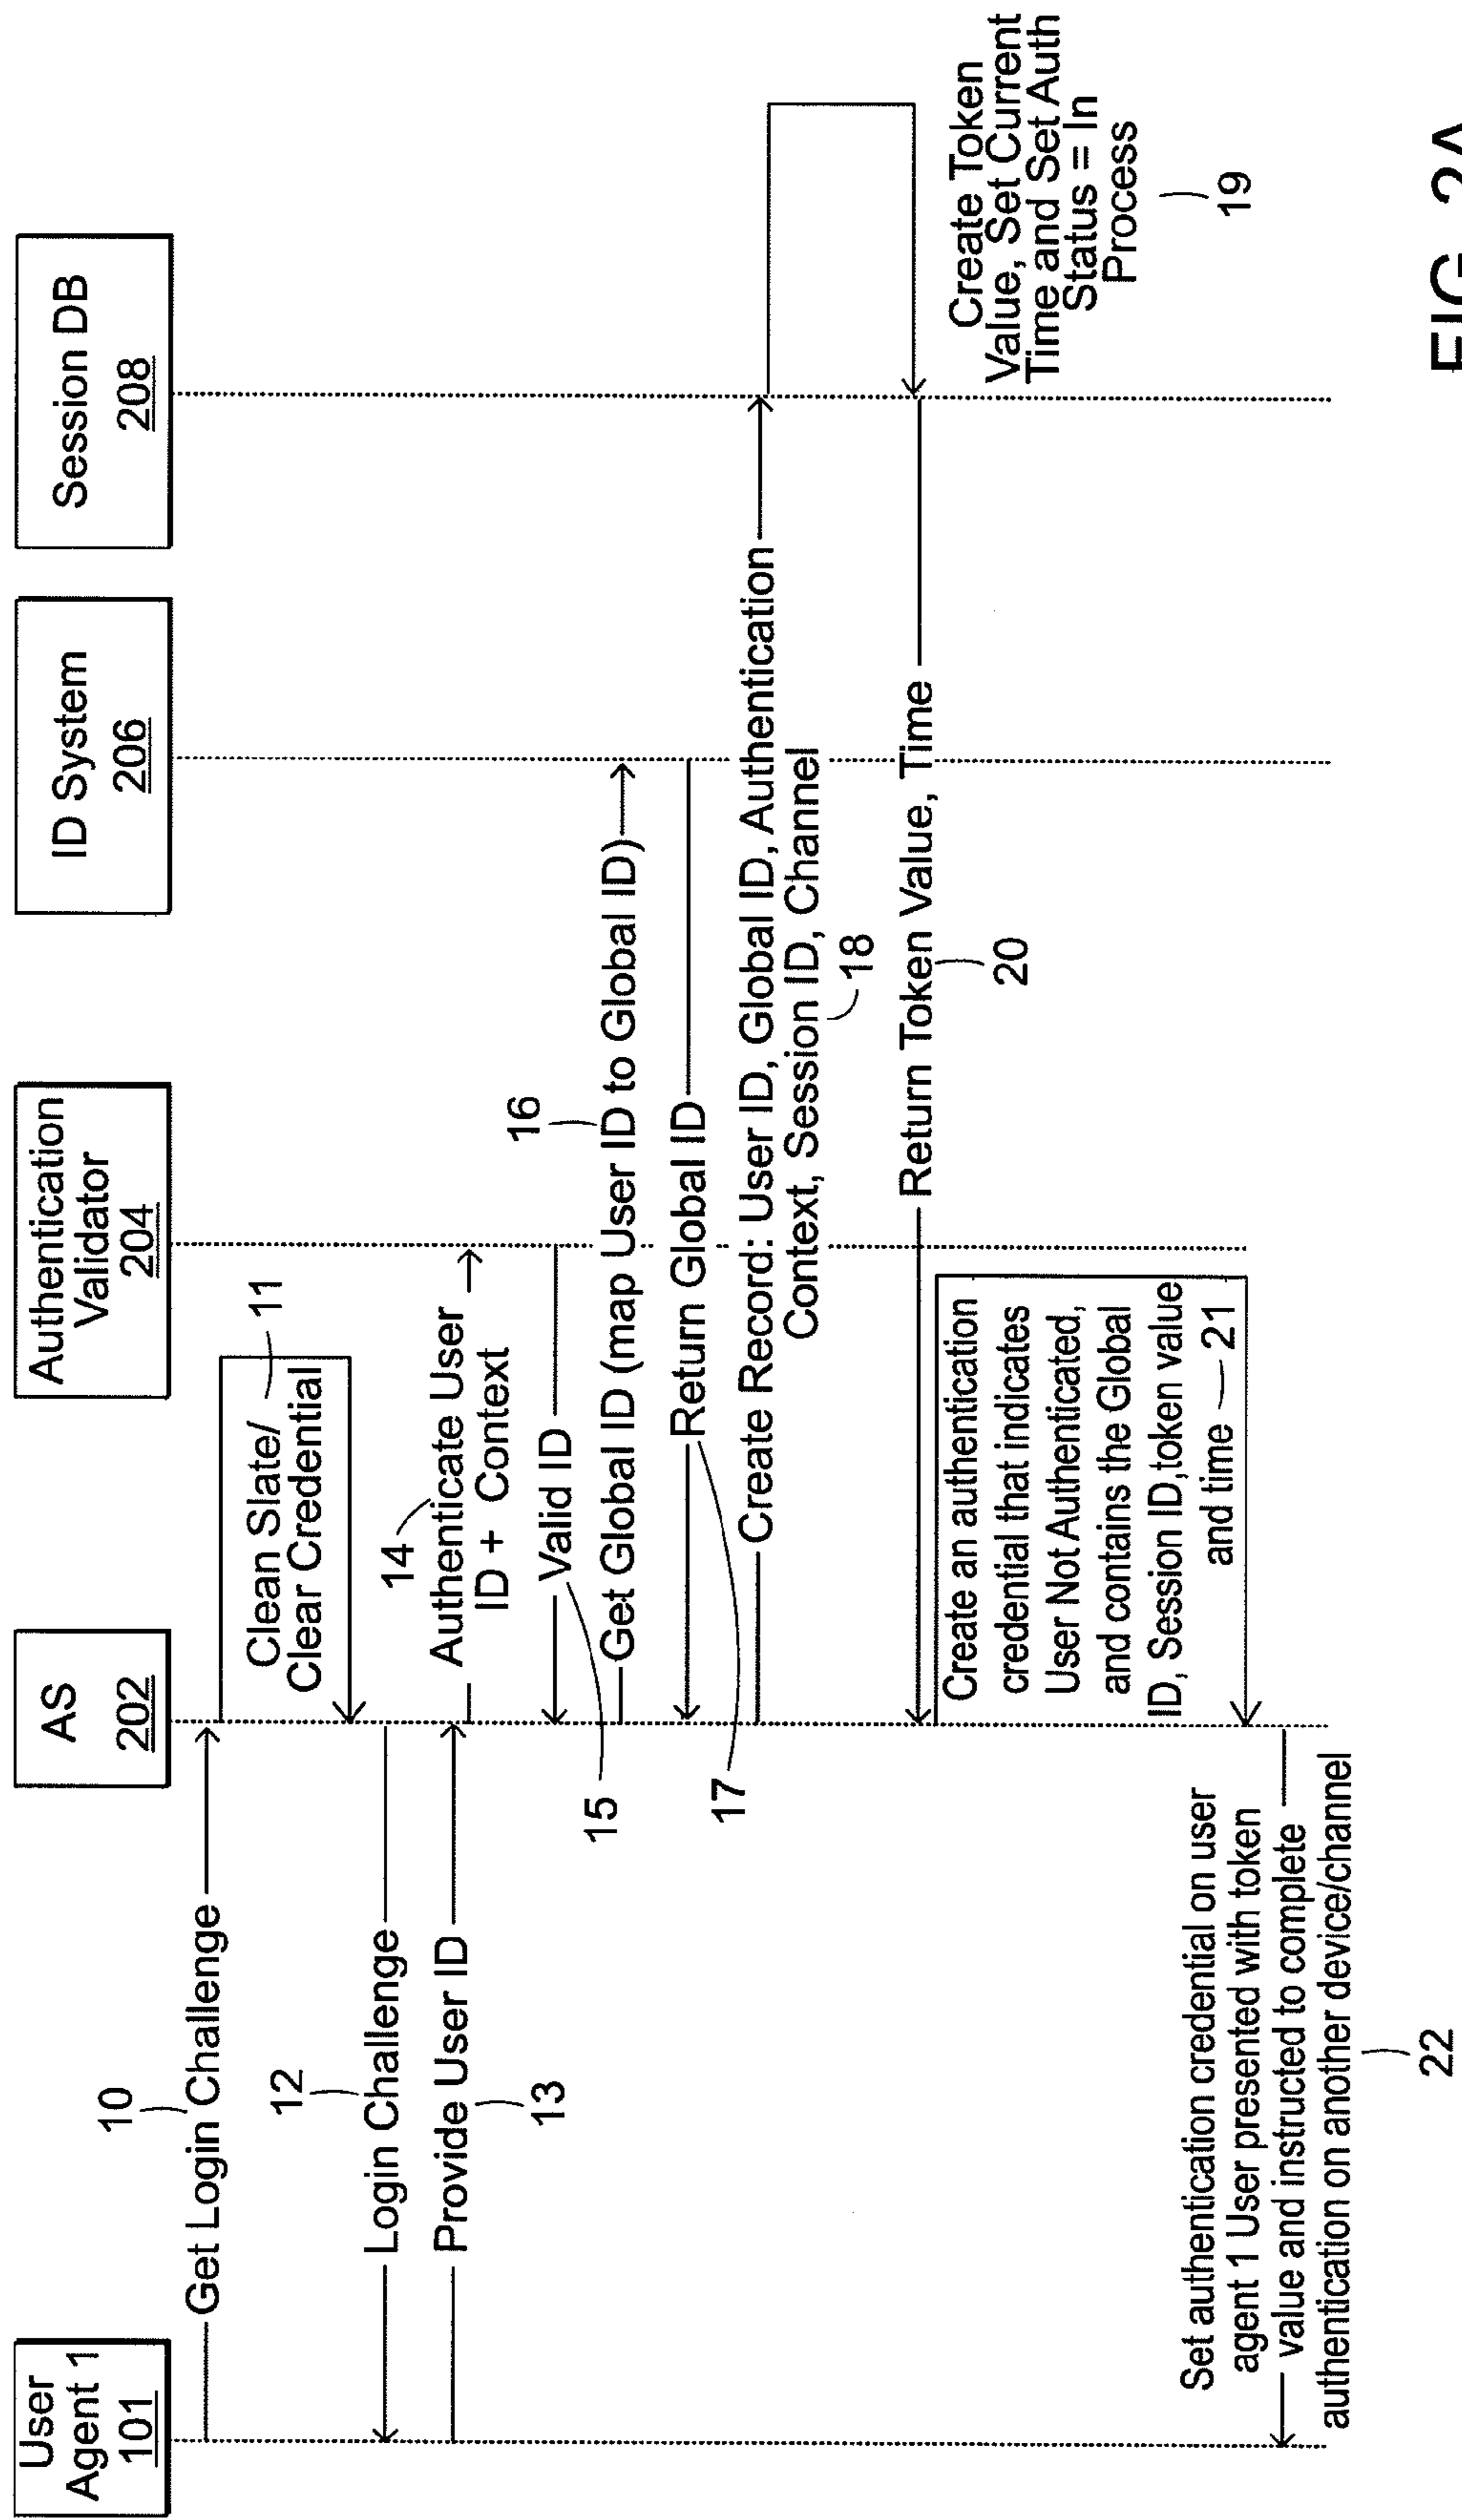 User
Agent 1
101
AS
202
Authentication
Validator
204
ID System
206
Session DB
208
10
Get Login Challenge
Clean Slate/
Clear Credential
11
12
Login Challenge
Provide User ID
13
14
Authenticate User
ID + Context
Valid ID
15
16
Get Global ID (map User ID to Global ID)
Return Global ID
17
Create Record: User ID, Global ID, Authentication
Context, Session ID, Channel
18
Create Token
Value, Set Current
Time and Set Auth
Status = In
Process
19
Return Token Value, Time
20
Create an authentication
credential that indicates
User Not Authenticated,
and contains the Global
ID, Session ID, token value
and time
21
Set authentication credential on user
agent 1 User presented with token
value and instructed to complete
authentication on another device/channel
22
FIG. 2A